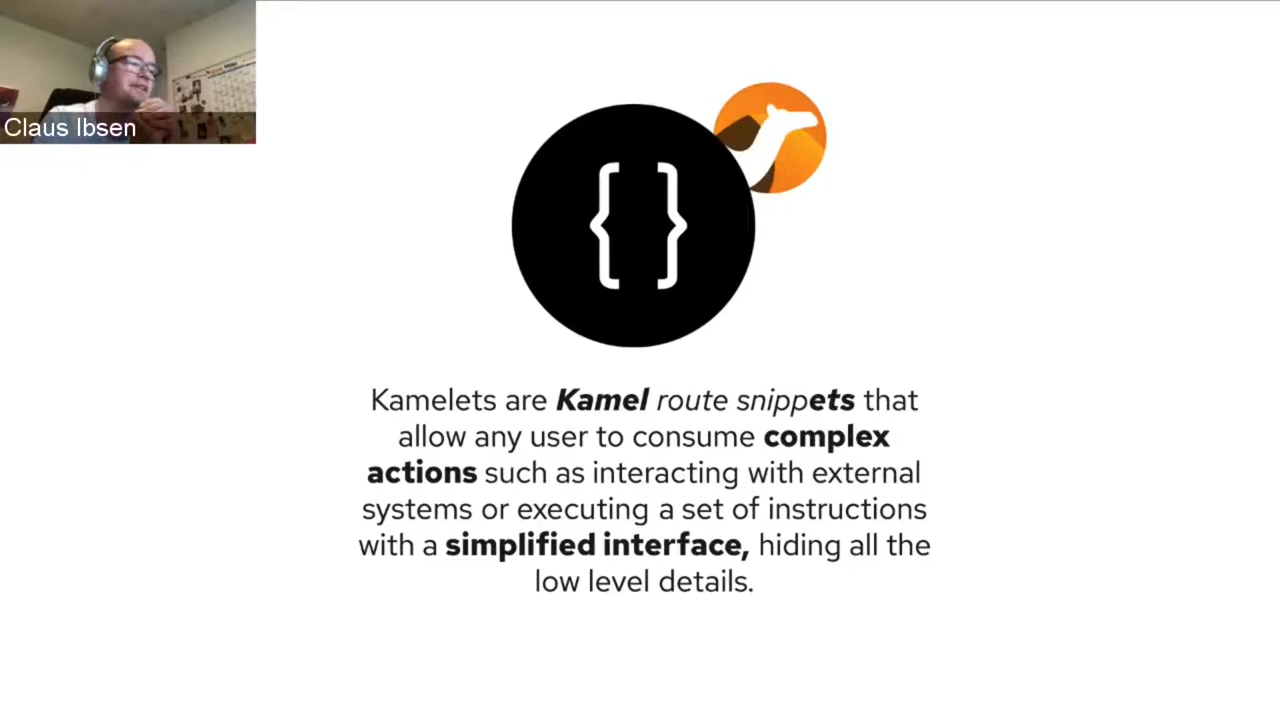 Claus Ibsen
{ }
Kamelets are Kamel route snippets that
allow any user to consume complex
actions such as interacting with external
systems or executing a set of instructions
with a simplified interface, hiding all the
low level details.